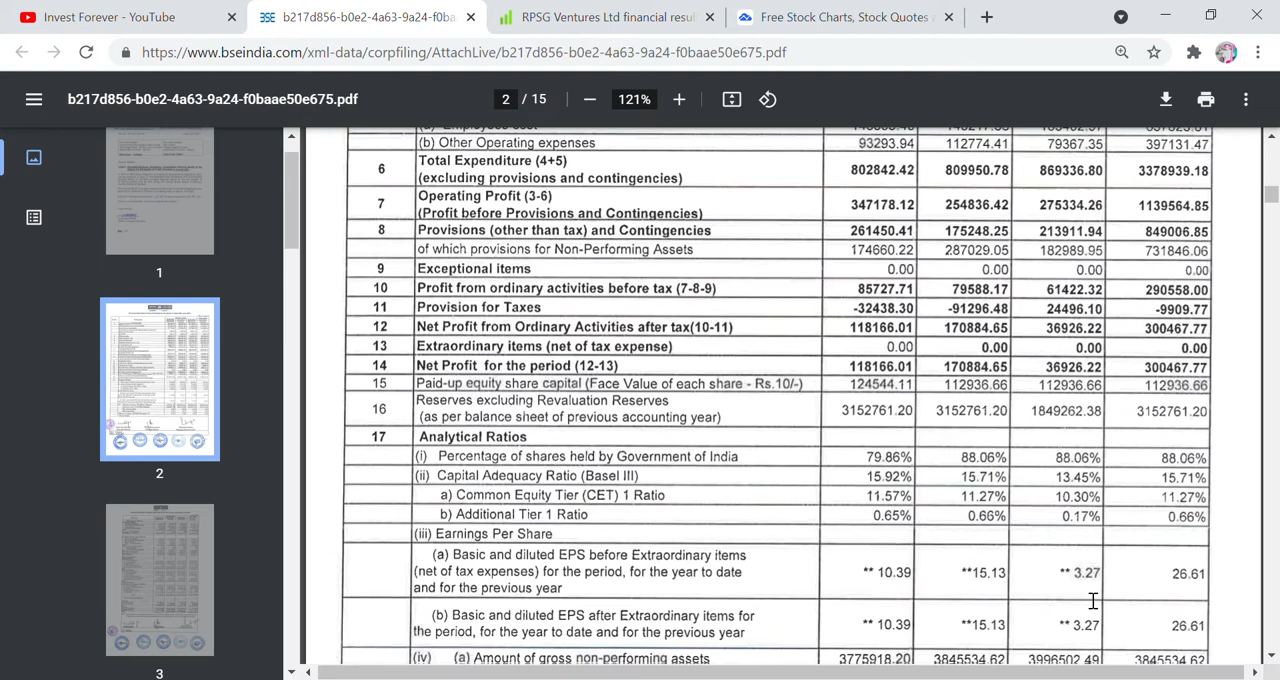 Invest Forever - YouTube
BSE b217d856-b0e2-4a63-9a24-f0ba
RPSG Ventures Ltd financial resul
Free Stock Charts, Stock Quotes a
https://www.bseindia.com/xml-data/corpfiling/AttachLive/b217d856-b0e2-4a63-9a24-f0baae50e675.pdf
b217d856-b0e2-4a63-9a24-f0baae50e675.pdf
2 / 15 121%
(b) Other Operating expenses 93293.94 112774.41 79367.35 397131.47
6 Total Expenditure (4+5) (excluding provisions and contingencies) 802842.42 809950.78 869336.80 3378939.18
7 Operating Profit (3-6) (Profit before Provisions and Contingencies) 347178.12 254836.42 275334.26 1139564.85
8 Provisions (other than tax) and Contingencies 261450.41 175248.25 213911.94 849006.85
of which provisions for Non-Performing Assets 174660.22 287029.05 182989.95 731846.06
9 Exceptional items 0.00 0.00 0.00 0.00
10 Profit from ordinary activities before tax (7-8-9) 85727.71 79588.17 61422.32 290558.00
11 Provision for Taxes -32438.30 -91296.48 24496.10 -9909.77
12 Net Profit from Ordinary Activities after tax(10-11) 118166.01 170884.65 36926.22 300467.77
13 Extraordinary items (net of tax expense) 0.00 0.00 0.00 0.00
14 Net Profit for the period (12-13) 118166.01 170884.65 36926.22 300467.77
15 Paid-up equity share capital (Face Value of each share - Rs.10/-) 124544.11 112936.66 112936.66 112936.66
16 Reserves excluding Revaluation Reserves (as per balance sheet of previous accounting year) 3152761.20 3152761.20 1849262.38 3152761.20
17 Analytical Ratios
(i) Percentage of shares held by Government of India 79.86% 88.06% 88.06% 88.06%
(ii) Capital Adequacy Ratio (Basel III) 15.92% 15.71% 13.45% 15.71%
a) Common Equity Tier (CET) 1 Ratio 11.57% 11.27% 10.30% 11.27%
b) Additional Tier 1 Ratio 0.65% 0.66% 0.17% 0.66%
(iii) Earnings Per Share
(a) Basic and diluted EPS before Extraordinary items
(net of tax expenses) for the period, for the year to date ** 10.39 **15.13 ** 3.27 26.61
and for the previous year
(b) Basic and diluted EPS after Extraordinary items for
the period, for the year to date and for the previous year ** 10.39 **15.13 ** 3.27 26.61
(iv) (a) Amount of gross non-performing assets 3775918.20 3845534.62 3996502.49 3845534.62
1
2
3